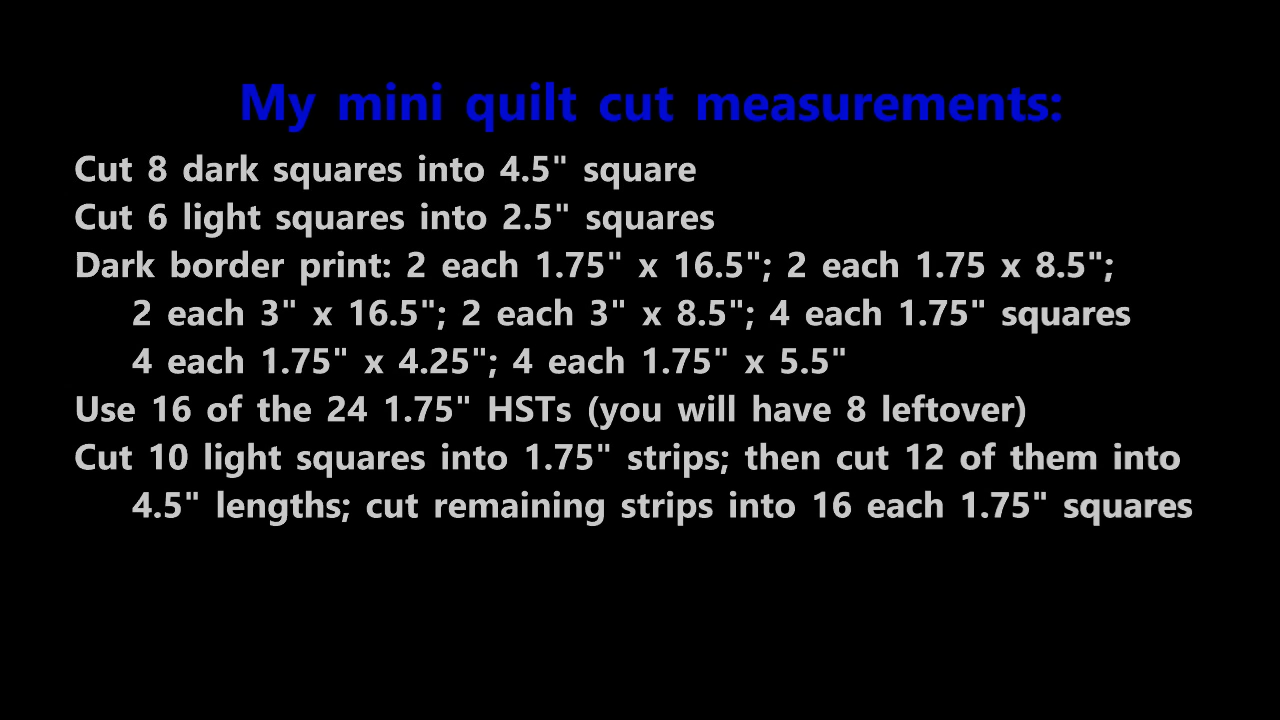 My mini quilt cut measurements:
Cut 8 dark squares into 4.5" square
Cut 6 light squares into 2.5" squares
Dark border print: 2 each 1.75" x 16.5"; 2 each 1.75 x 8.5";
2 each 3" x 16.5"; 2 each 3" x 8.5"; 4 each 1.75" squares
4 each 1.75" x 4.25"; 4 each 1.75" x 5.5"
Use 16 of the 24 1.75" HSTs (you will have 8 leftover)
Cut 10 light squares into 1.75" strips; then cut 12 of them into
4.5" lengths; cut remaining strips into 16 each 1.75" squares